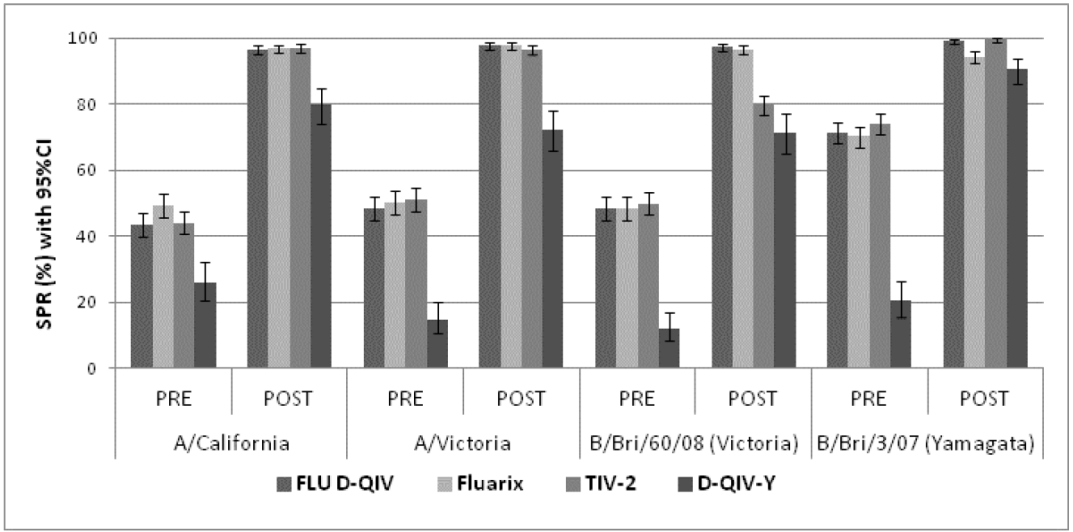 SPR (%) with 95%CI
100
80
60
40
20
0
PRE POST PRE POST PRE POST PRE POST
A/California A/Victoria B/Bri/60/08 (Victoria) B/Bri/3/07 (Yamagata)
FLU D-QIV Fluarix TIV-2 D-QIV-Y